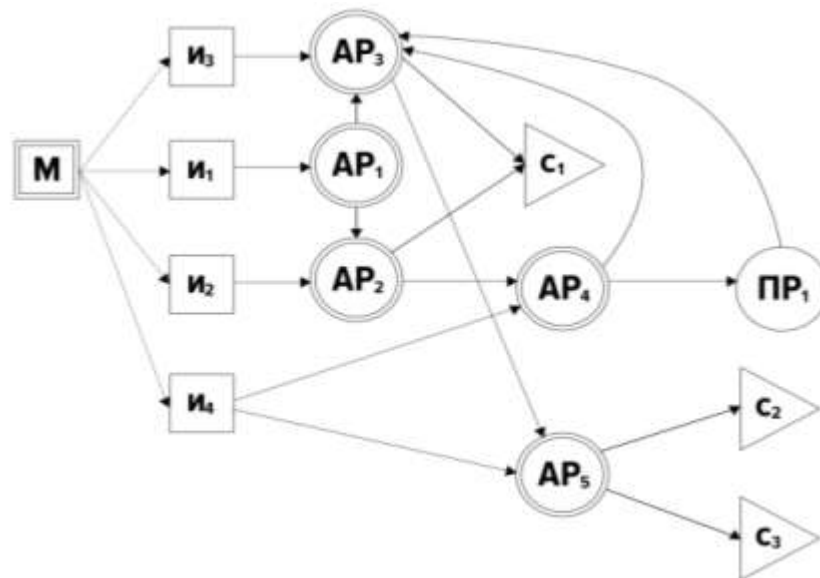 И₃ АР₃
М И₁ АР₁ С₁
И₂ АР₂ АР₄ ПР₁
И₄ С₂
АР₅
С₃